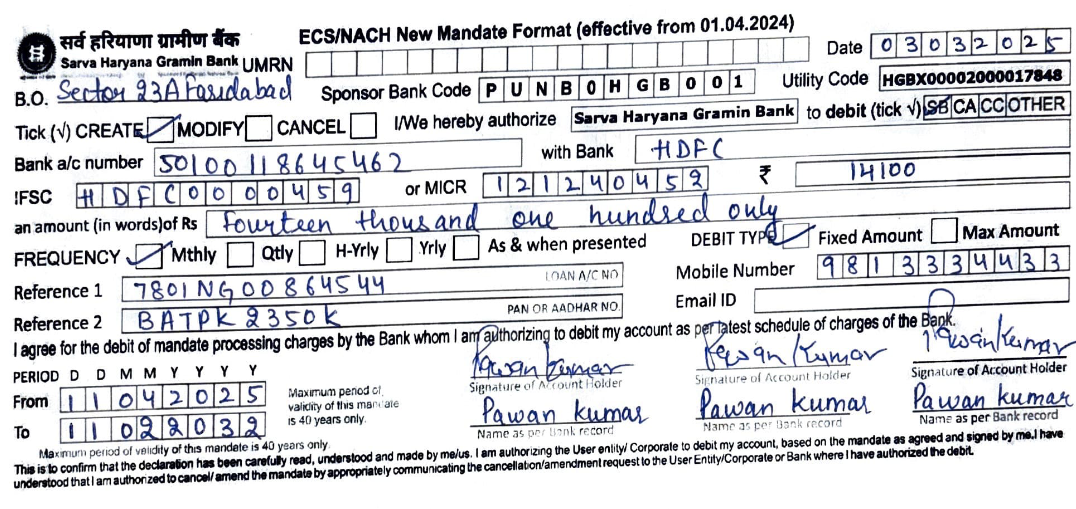 सर्व हरियाणा ग्रामीण बैंक ECS/NACH New Mandate Format (effective from 01.04.2024)
Sarva Haryana Gramin Bank UMRN Date 03032025
B.O. Sector 23A Faridabad Sponsor Bank Code PUNB0HGB001 Utility Code HGBX00002000017848
Tick (√) CREATE MODIFY CANCEL I/We hereby authorize Sarva Haryana Gramin Bank to debit (tick √) SB CA CC OTHER
Bank a/c number 50100118645462 with Bank HDFC
IFSC HDFC0000459 or MICR 121240452 ₹ 14100
an amount (in words)of Rs fourteen thousand one hundred only
FREQUENCY Mthly Qtly H-Yrly Yrly As & when presented DEBIT TYPE Fixed Amount Max Amount
Reference 1 7801NG00864544 LOAN A/C NO Mobile Number 9813334433
Reference 2 BATPK2350K PAN OR AADHAR NO. Email ID
I agree for the debit of mandate processing charges by the Bank whom I am authorizing to debit my account as per latest schedule of charges of the Bank.
Pawan Kumar Pawan Kumar Pawan Kumar
PERIOD D D M M Y Y Y Y Signature of Account Holder Signature of Account Holder Signature of Account Holder
From 11042025 Maximum period of validity of this mandate is 40 years only. Pawan kumar Pawan kumar Pawan kumar
To 11022032 Name as per Bank record Name as per Bank record Name as per Bank record
Maximum period of validity of this mandate is 40 years only.
This is to confirm that the declaration has been carefully read, understood and made by me/us. I am authorizing the User entity/ Corporate to debit my account, based on the mandate as agreed and signed by me.I have
understood that I am authorized to cancel/ amend the mandate by appropriately communicating the cancellation/amendment request to the User Entity/Corporate or Bank where I have authorized the debit.